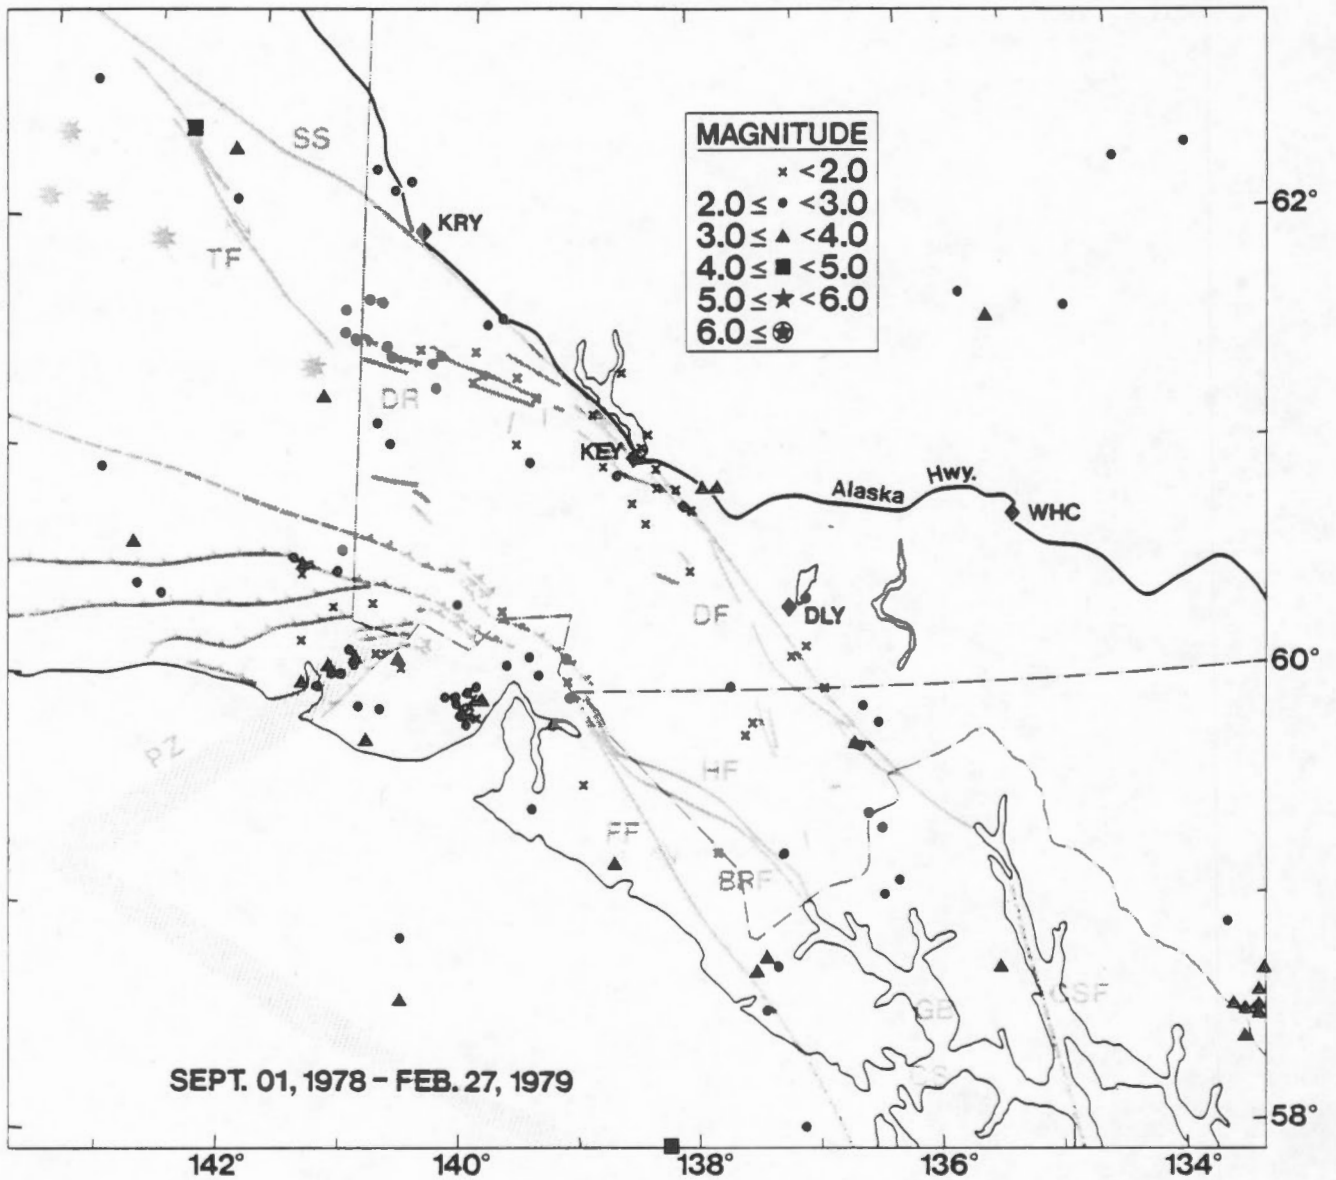 MAGNITUDE
× < 2.0
2.0 ≤ ● < 3.0
3.0 ≤ ▲ < 4.0
4.0 ≤ ■ < 5.0
5.0 ≤ ★ < 6.0
6.0 ≤
SS
KRY
TF
62°
DR
KEY
Alaska Hwy.
WHC
DF
DLY
60°
PZ
HF
FF
BRF
CSF
GB
CS
SEPT. 01, 1978 – FEB. 27, 1979
58°
142° 140° 138° 136° 134°